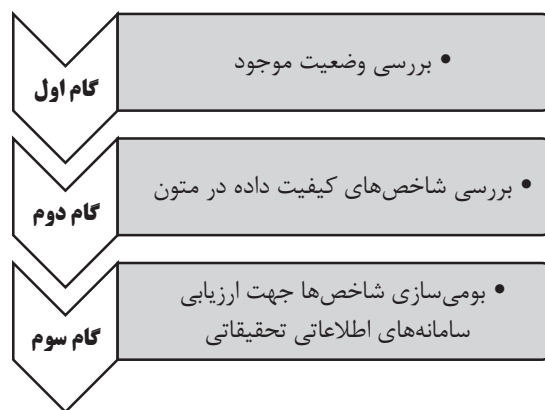 گام اول
• بررسی وضعیت موجود
گام دوم
• بررسی شاخص‌های کیفیت داده در متون
گام سوم
• بومی‌سازی شاخص‌ها جهت ارزیابی
سامانه‌های اطلاعاتی تحقیقاتی